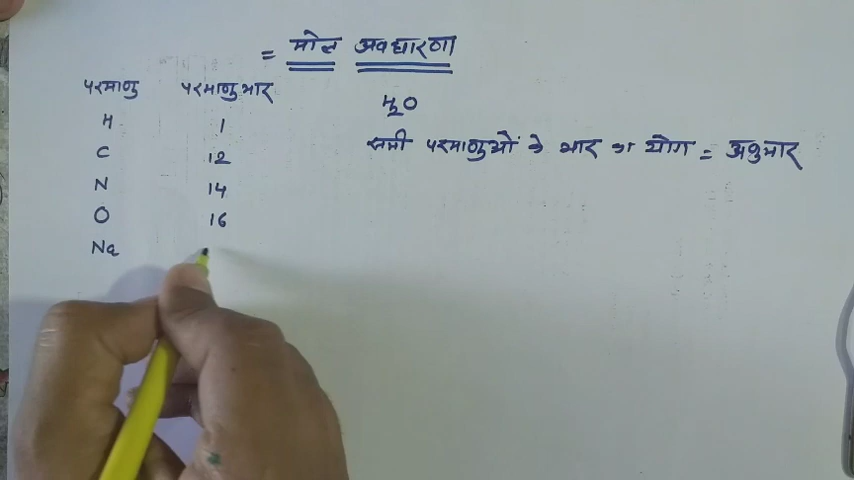 = मोल अवधारणा
परमाणु परमाणुभार
H 1
C 12
N 14
O 16
Na
H₂O
सभी परमाणुओं के भार का योग = अणुभार